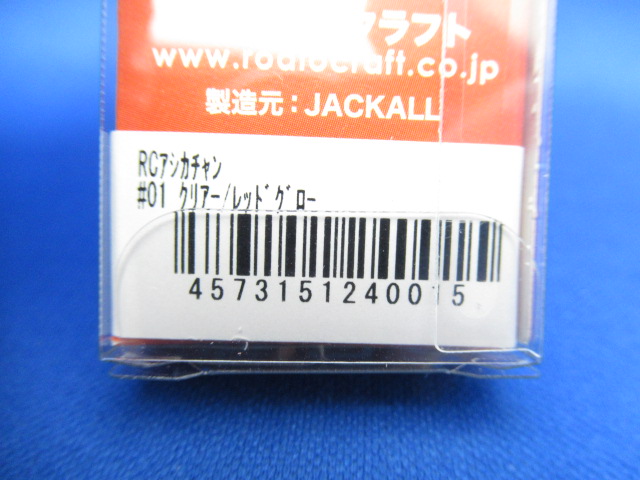 ラフト
www.rodiocraft.co.jp
製造元：JACKALL
RCアシカチャン
#01 クリアー/レッドグロー
4573151240015